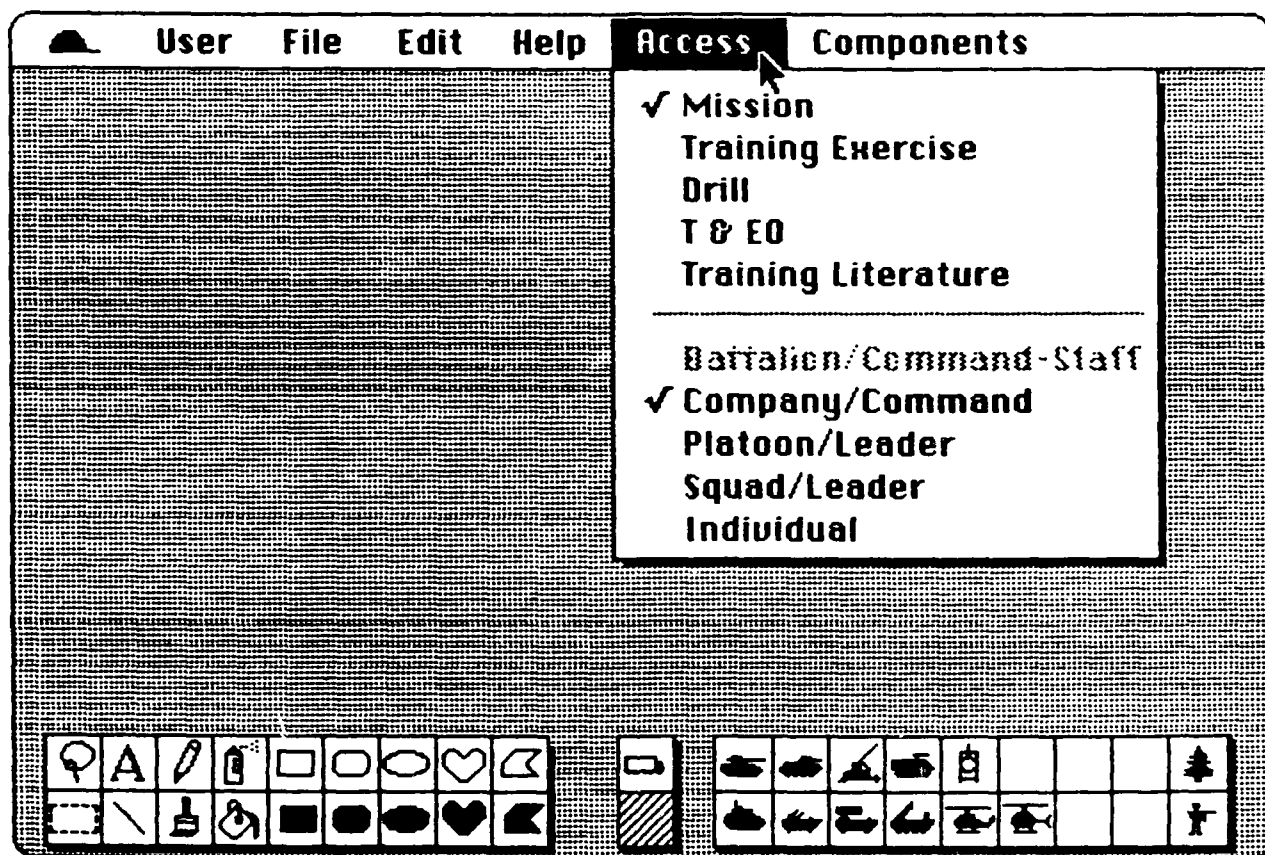 User File Edit Help Access Components
✓ Mission
Training Exercise
Drill
T & EO
Training Literature
Battalion/Command-Staff
✓ Company/Command
Platoon/Leader
Squad/Leader
Individual
A